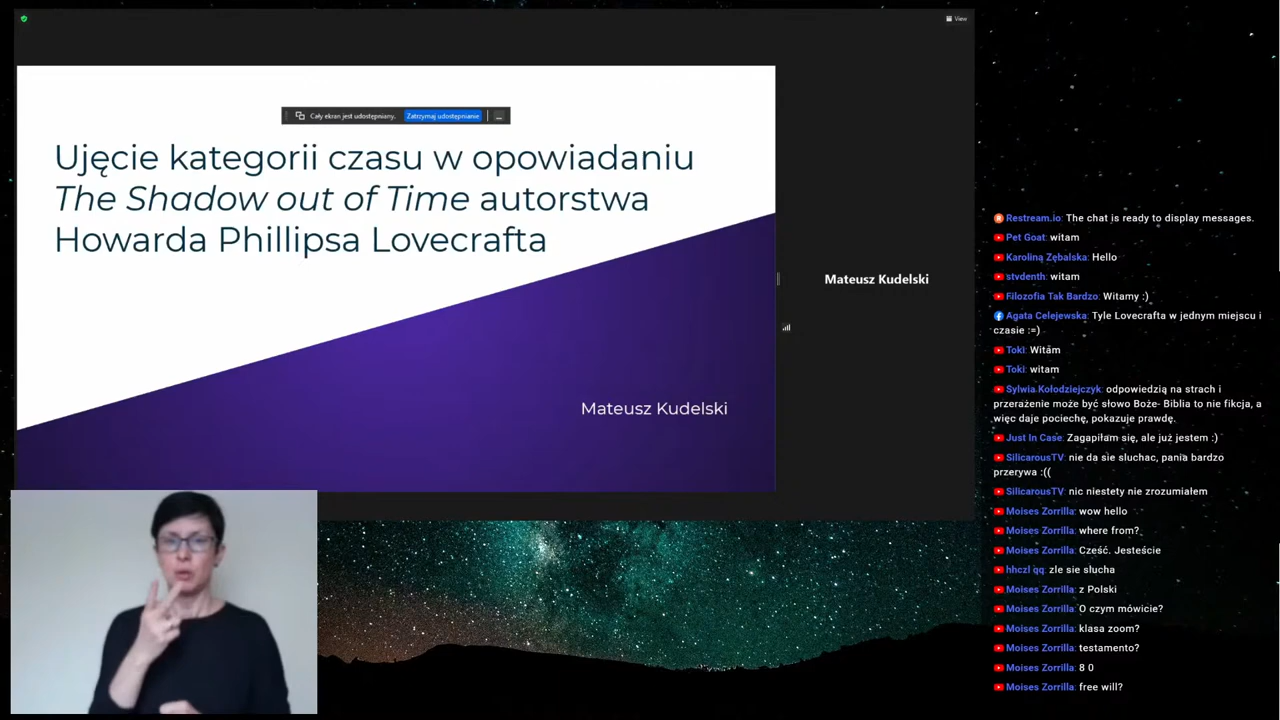 View
Cały ekran jest udostępniany.
Zatrzymaj udostępnianie
...
Ujęcie kategorii czasu w opowiadaniu
The Shadow out of Time autorstwa
Howarda Phillipsa Lovecrafta
Mateusz Kudelski
Mateusz Kudelski
Restream.io: The chat is ready to display messages.
Pet Goat: witam
Karolina Zębalska: Hello
stvdenth: witam
Filozofia Tak Bardzo: Witamy :)
Agata Celejewska: Tyle Lovecrafta w jednym miejscu i
czasie :=)
Toki: Witam
Toki: witam
Sylwia Kołodziejczyk: odpowiedzią na strach i
przerażenie może być słowo Boże- Biblia to nie fikcja, a
więc daje pociechę, pokazuje prawdę.
Just In Case: Zagapiłam się, ale już jestem :)
SilicarousTV: nie da sie sluchac, pania bardzo
przerywa :((
SilicarousTV: nic niestety nie zrozumiałem
Moises Zorrilla: wow hello
Moises Zorrilla: where from?
Moises Zorrilla: Cześć. Jesteście
hhczl qq: zle sie slucha
Moises Zorrilla: z Polski
Moises Zorrilla: O czym mówicie?
Moises Zorrilla: klasa zoom?
Moises Zorrilla: testamento?
Moises Zorrilla: 8 0
Moises Zorrilla: free will?